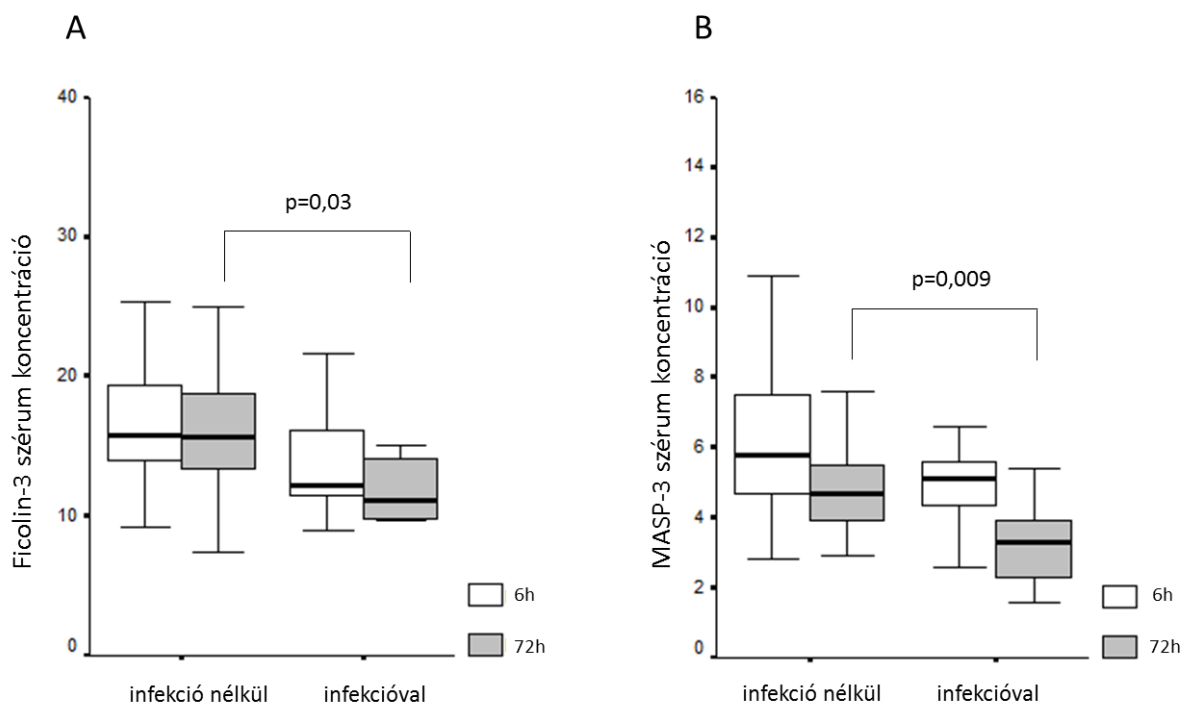 A
Ficolin-3 szérum koncentráció
40
30
20
10
0
p=0,03
6h
72h
infekció nélkül
infekcióval
B
MASP-3 szérum koncentráció
16
14
12
10
8
6
4
2
0
p=0,009
6h
72h
infekció nélkül
infekcióval